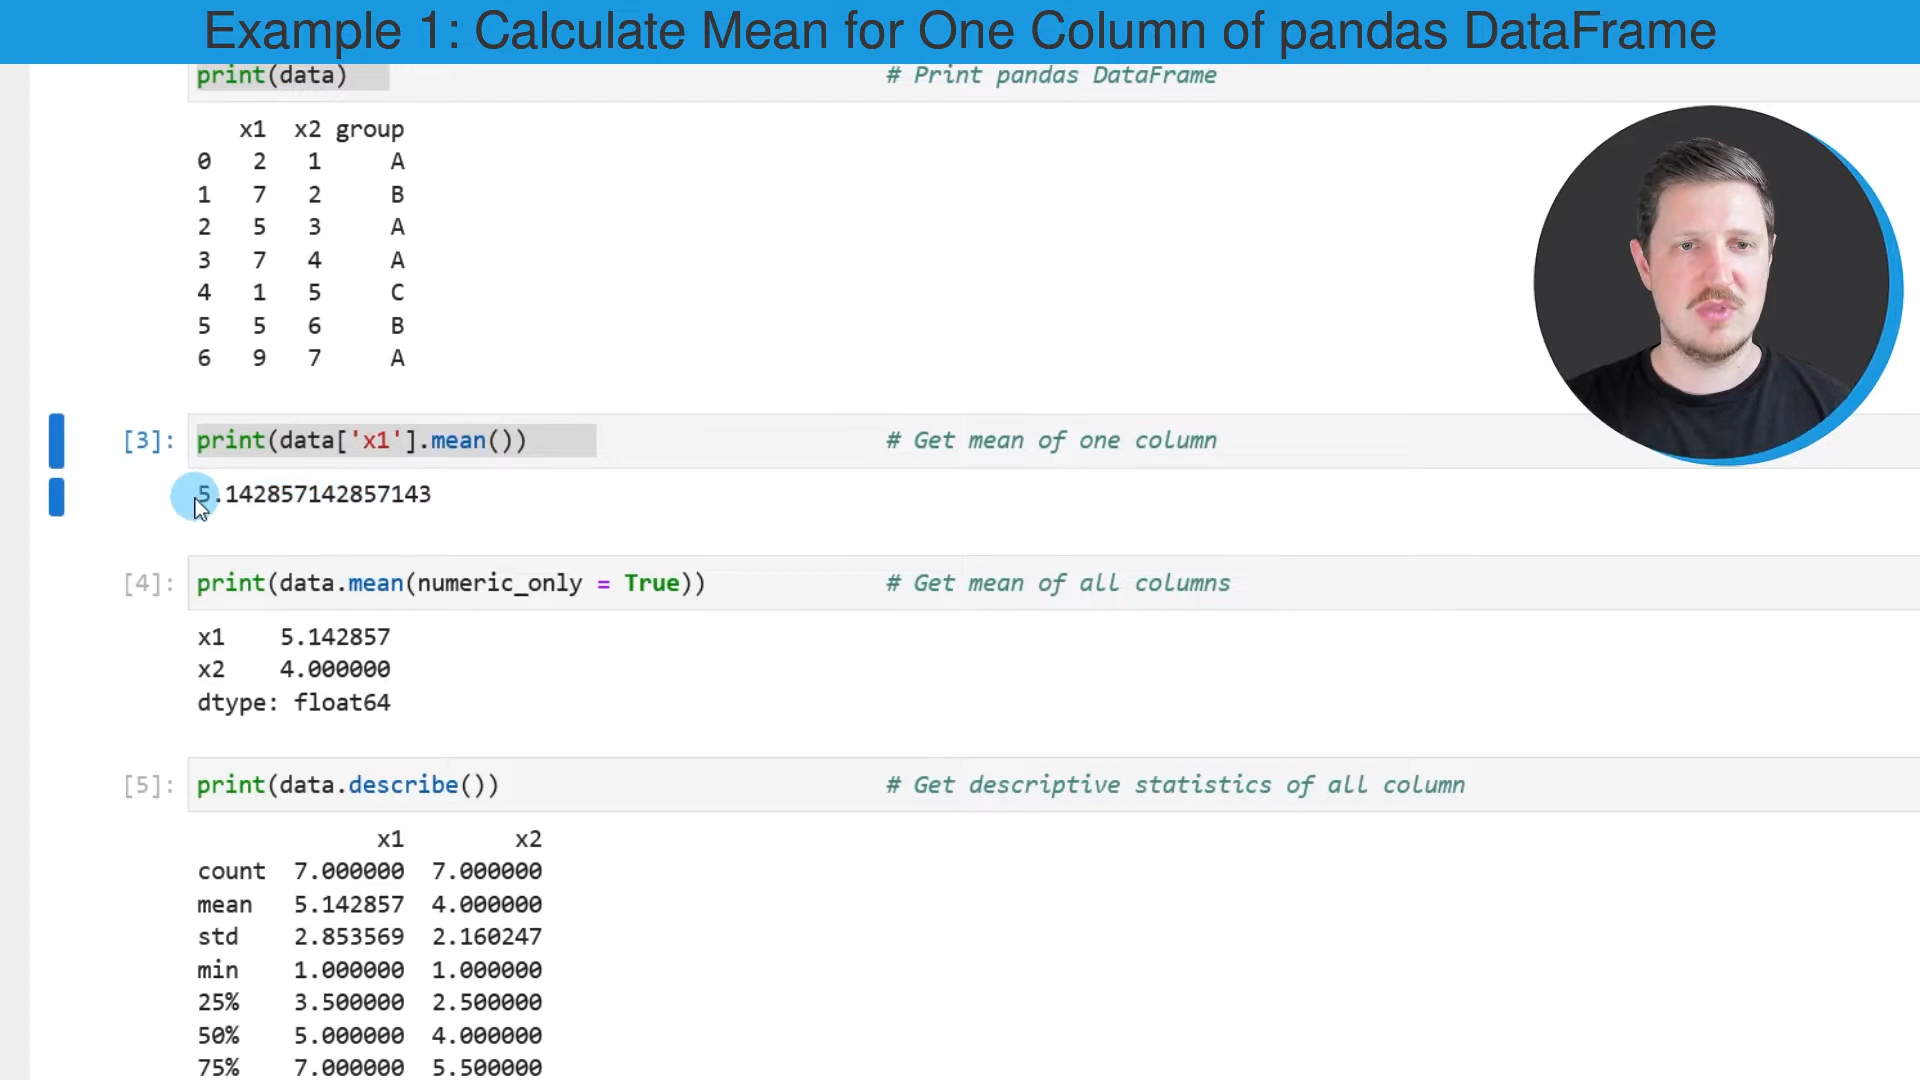 Example 1: Calculate Mean for One Column of pandas DataFrame
print(data) # Print pandas DataFrame
x1 x2 group
0 2 1 A
1 7 2 B
2 5 3 A
3 7 4 A
4 1 5 C
5 5 6 B
6 9 7 A
[3]: print(data['x1'].mean()) # Get mean of one column
5.142857142857143
[4]: print(data.mean(numeric_only = True)) # Get mean of all columns
x1 5.142857
x2 4.000000
dtype: float64
[5]: print(data.describe()) # Get descriptive statistics of all column
x1 x2
count 7.000000 7.000000
mean 5.142857 4.000000
std 2.853569 2.160247
min 1.000000 1.000000
25% 3.500000 2.500000
50% 5.000000 4.000000
75% 7.000000 5.500000